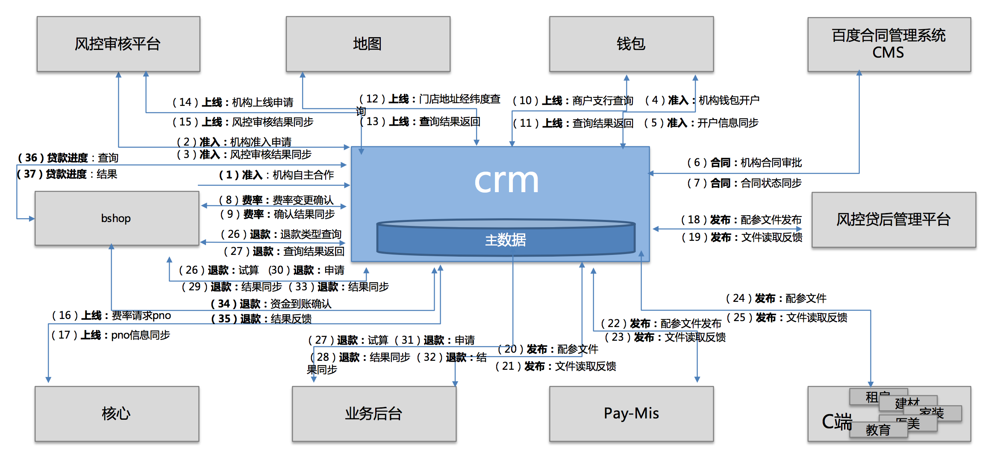 风控审核平台
地图
钱包
百度合同管理系统
CMS
（14）上线：机构上线申请
（15）上线：风控审核结果同步
（12）上线：门店地址经纬度查
询
（13）上线：查询结果返回
（10）上线：商户支行查询
（11）上线：查询结果返回
（4）准入：机构钱包开户
（5）准入：开户信息同步
（2）准入：机构准入申请
（3）准入：风控审核结果同步
（36）贷款进度：查询
（37）贷款进度：结果
（1）准入：机构自主合作
crm
（6）合同：机构合同审批
（7）合同：合同状态同步
bshop
（8）费率：费率变更确认
（9）费率：确认结果同步
（26）退款：退款类型查询
（27）退款：查询结果返回
主数据
（18）发布：配参文件发布
（19）发布：文件读取反馈
风控贷后管理平台
（26）退款：试算 （30）退款：申请
（29）退款：结果同步（33）退款：结果同步
（34）退款：资金到账确认
（35）退款：结果反馈
（16）上线：费率请求pno
（17）上线：pno信息同步
（24）发布：配参文件
（25）发布：文件读取反馈
（22）发布：配参文件发布
（23）发布：文件读取反馈
（27）退款：试算（31）退款：申请
（28）退款：结果同步（32）退款：结
果同步
（20）发布：配参文件
（21）发布：文件读取反馈
核心
业务后台
Pay-Mis
C端
租房
建材
家装
医美
教育